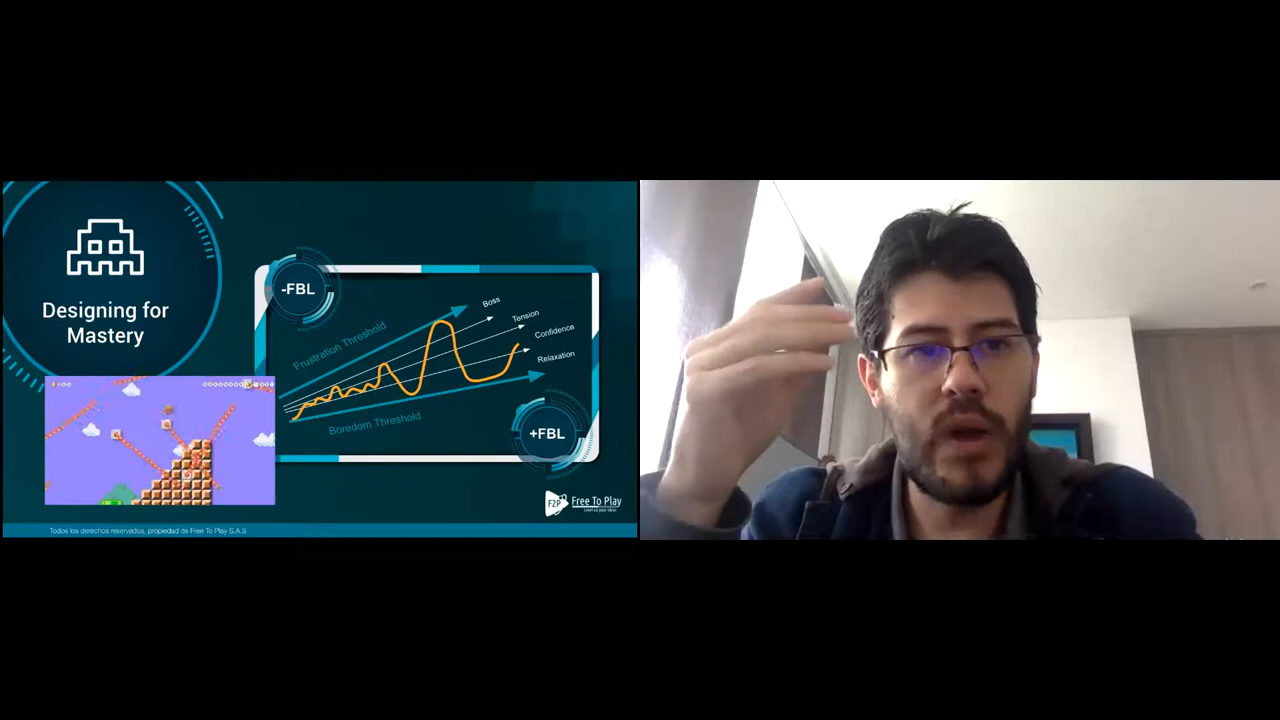 Designing for
Mastery
-FBL
Boss
Tension
Confidence
Relaxation
Frustration Threshold
Boredom Threshold
+FBL
F2P
Free To Play
Todos los derechos reservados, propiedad de Free To Play S.A.S